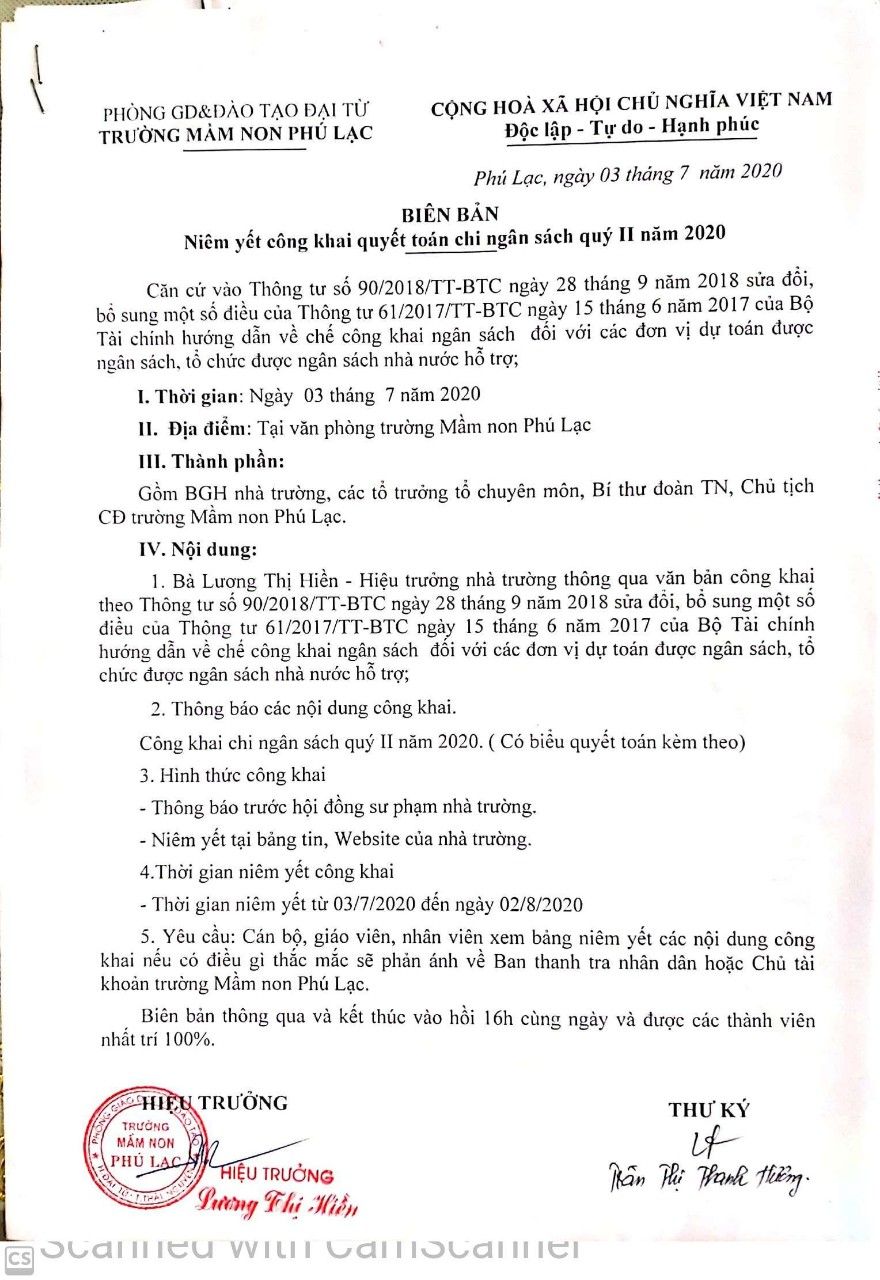 PHÒNG GD&ĐÀO TẠO ĐẠI TỪ
TRƯỜNG MẦM NON PHÚ LẠC
CỘNG HOÀ XÃ HỘI CHỦ NGHĨA VIỆT NAM
Độc lập - Tự do - Hạnh phúc
Phú Lạc, ngày 03 tháng 7 năm 2020
BIÊN BẢN
Niêm yết công khai quyết toán chi ngân sách quý II năm 2020
Căn cứ vào Thông tư số 90/2018/TT-BTC ngày 28 tháng 9 năm 2018 sửa đổi,
bổ sung một số điều của Thông tư 61/2017/TT-BTC ngày 15 tháng 6 năm 2017 của Bộ
Tài chính hướng dẫn về chế công khai ngân sách đối với các đơn vị dự toán được
ngân sách, tổ chức được ngân sách nhà nước hỗ trợ;
I. Thời gian: Ngày 03 tháng 7 năm 2020
II. Địa điểm: Tại văn phòng trường Mầm non Phú Lạc
III. Thành phần:
Gồm BGH nhà trường, các tổ trưởng tổ chuyên môn, Bí thư đoàn TN, Chủ tịch
CĐ trường Mầm non Phú Lạc.
IV. Nội dung:
1. Bà Lương Thị Hiền - Hiệu trưởng nhà trường thông qua văn bản công khai
theo Thông tư số 90/2018/TT-BTC ngày 28 tháng 9 năm 2018 sửa đổi, bổ sung một số
điều của Thông tư 61/2017/TT-BTC ngày 15 tháng 6 năm 2017 của Bộ Tài chính
hướng dẫn về chế công khai ngân sách đối với các đơn vị dự toán được ngân sách, tổ
chức được ngân sách nhà nước hỗ trợ;
2. Thông báo các nội dung công khai.
Công khai chi ngân sách quý II năm 2020. ( Có biểu quyết toán kèm theo)
3. Hình thức công khai
- Thông báo trước hội đồng sư phạm nhà trường.
- Niêm yết tại bảng tin, Website của nhà trường.
4.Thời gian niêm yết công khai
- Thời gian niêm yết từ 03/7/2020 đến ngày 02/8/2020
5. Yêu cầu: Cán bộ, giáo viên, nhân viên xem bảng niêm yết các nội dung công
khai nếu có điều gì thắc mắc sẽ phản ánh về Ban thanh tra nhân dân hoặc Chủ tài
khoản trường Mầm non Phú Lạc.
Biên bản thông qua và kết thúc vào hồi 16h cùng ngày và được các thành viên
nhất trí 100%.
HIỆU TRƯỞNG
TRƯỜNG
MẦM NON
PHÚ LẠC
HIỆU TRƯỞNG
Lương Thị Hiền
THƯ KÝ
Trần Thị Thanh Hường.
CS Scanned with CamScanner